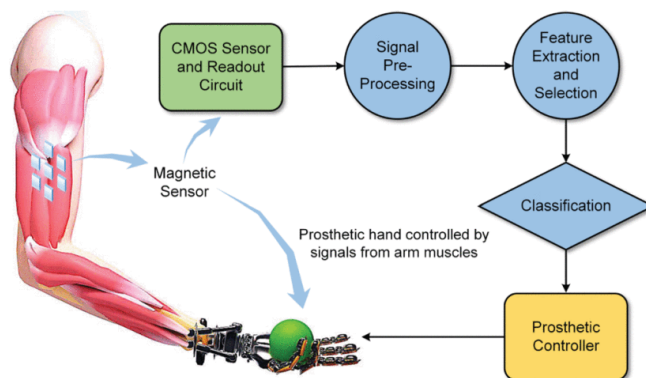 CMOS Sensor
and Readout
Circuit
Signal
Pre-
Processing
Feature
Extraction
and
Selection
Magnetic
Sensor
Classification
Prosthetic hand controlled by
signals from arm muscles
Prosthetic
Controller